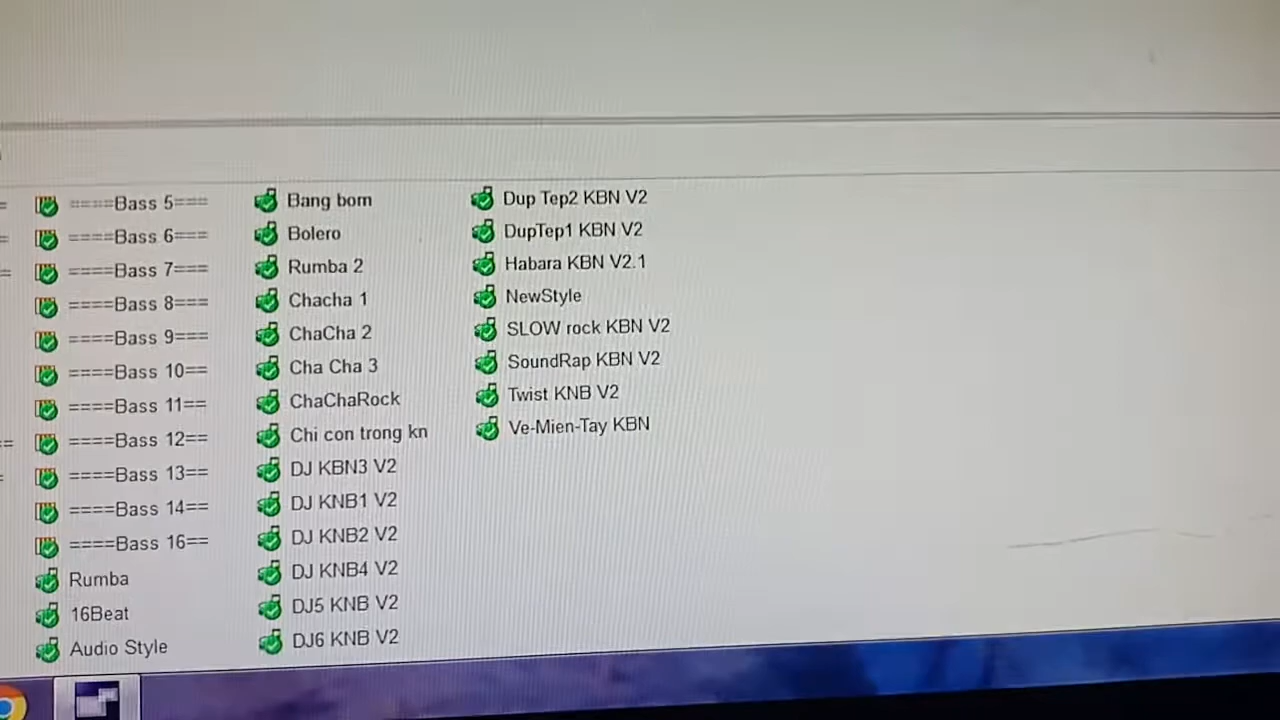 ====Bass 5===
====Bass 6===
====Bass 7===
====Bass 8===
====Bass 9===
====Bass 10==
====Bass 11==
====Bass 12==
====Bass 13==
====Bass 14==
====Bass 16==
Rumba
16Beat
Audio Style
Bang bom
Bolero
Rumba 2
Chacha 1
ChaCha 2
Cha Cha 3
ChaChaRock
Chi con trong kn
DJ KBN3 V2
DJ KNB1 V2
DJ KNB2 V2
DJ KNB4 V2
DJ5 KNB V2
DJ6 KNB V2
Dup Tep2 KBN V2
DupTep1 KBN V2
Habara KBN V2.1
NewStyle
SLOW rock KBN V2
SoundRap KBN V2
Twist KNB V2
Ve-Mien-Tay KBN